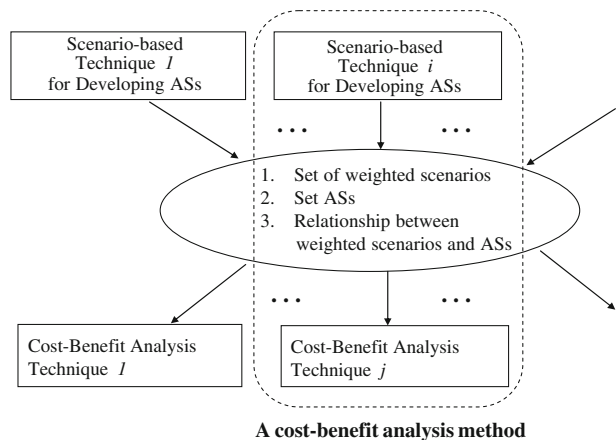 Scenario-based
Technique 1
for Developing ASs
Scenario-based
Technique i
for Developing ASs
... ...
1. Set of weighted scenarios
2. Set ASs
3. Relationship between
weighted scenarios and ASs
... ...
Cost-Benefit Analysis
Technique 1
Cost-Benefit Analysis
Technique j
A cost-benefit analysis method